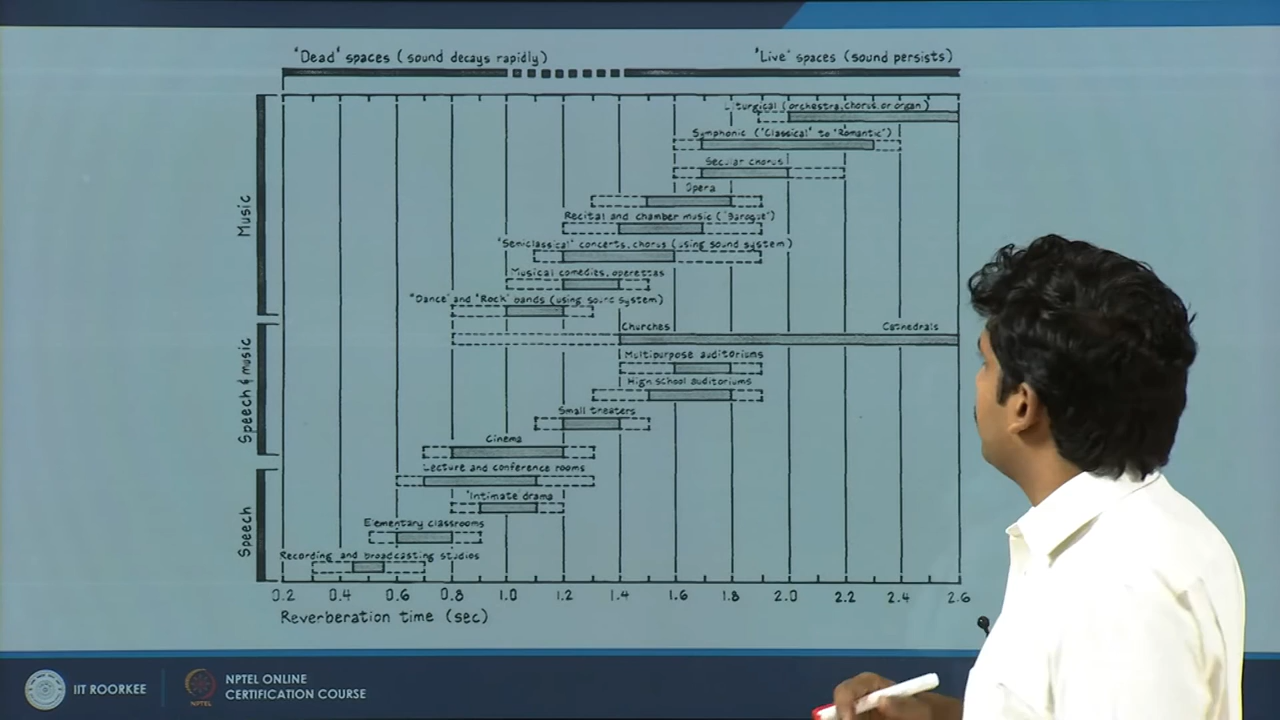 "Dead" spaces (sound decays rapidly)
"Live" spaces (sound persists)
Liturgical (orchestra, chorus, or organ)
Symphonic ("Classical" to "Romantic")
Secular chorus
Opera
Recital and chamber music ("Baroque")
"Semiclassical" concerts, chorus (using sound system)
Musical comedies, operettas
"Dance" and "Rock" bands (using sound system)
Churches Cathedrals
Multipurpose auditoriums
High school auditoriums
Small theaters
Cinema
Lecture and conference rooms
"Intimate" drama
Elementary classrooms
Recording and broadcasting studios
Music
Speech & music
Speech
0.2 0.4 0.6 0.8 1.0 1.2 1.4 1.6 1.8 2.0 2.2 2.4 2.6
Reverberation time (sec)
IIT ROORKEE
NPTEL
NPTEL ONLINE
CERTIFICATION COURSE